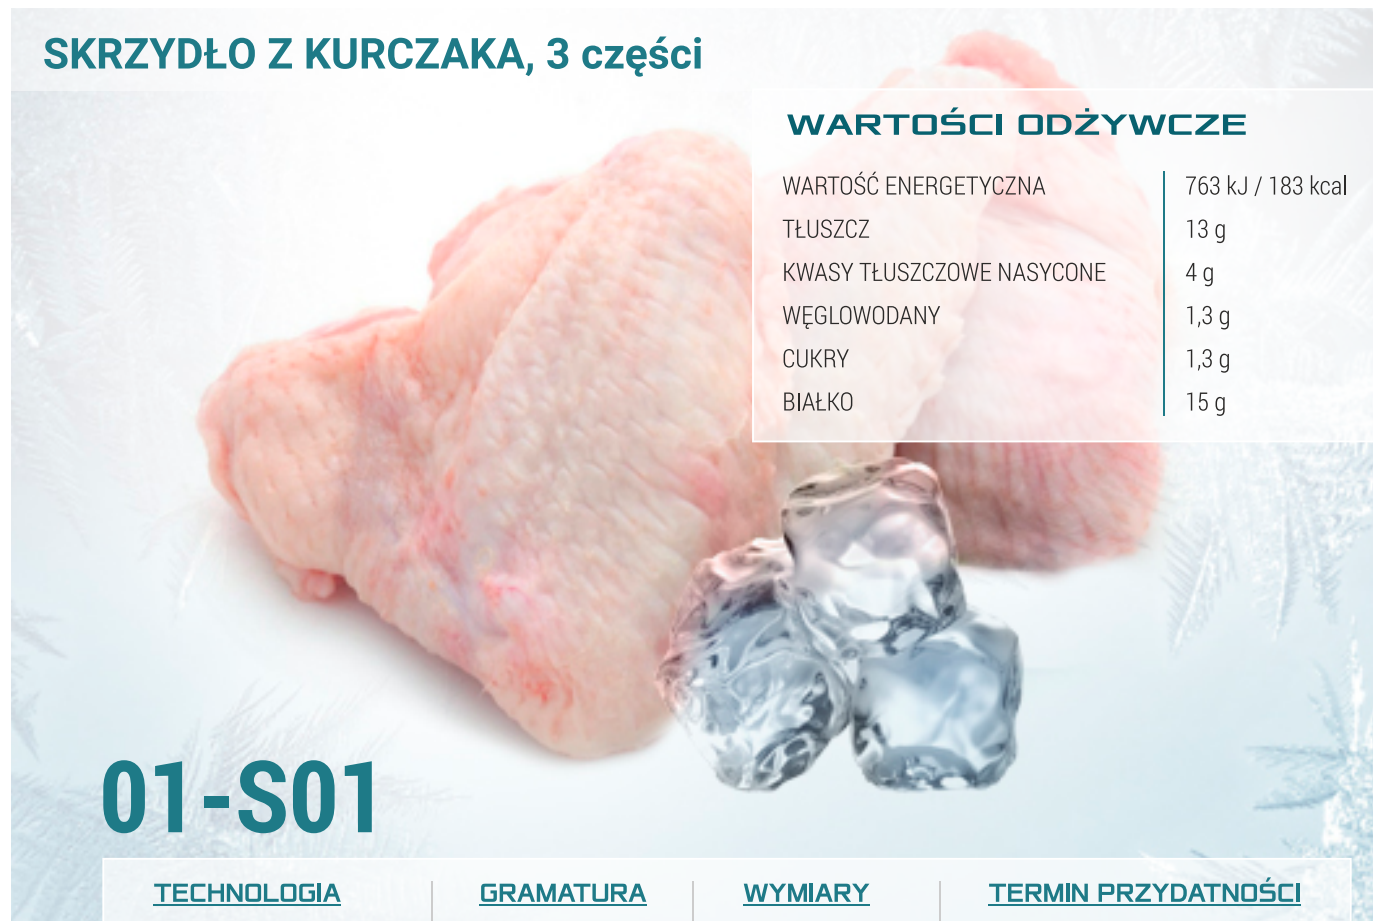 SKRZYDŁO Z KURCZAKA, 3 części
WARTOŚCI ODŻYWCZE
WARTOŚĆ ENERGETYCZNA 763 kJ / 183 kcal
TŁUSZCZ 13 g
KWASY TŁUSZCZOWE NASYCONE 4 g
WĘGLOWODANY 1,3 g
CUKRY 1,3 g
BIAŁKO 15 g
01-S01
TECHNOLOGIA GRAMATURA WYMIARY TERMIN PRZYDATNOŚCI